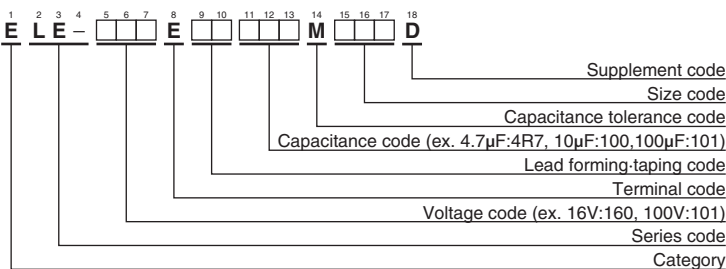 1 2 3 4 5 6 7 8 9 10 11 12 13 14 15 16 17 18
E L E – □□□ E □□ □□□ M □□□ D
Supplement code
Size code
Capacitance tolerance code
Capacitance code (ex. 4.7μF:4R7, 10μF:100,100μF:101)
Lead forming·taping code
Terminal code
Voltage code (ex. 16V:160, 100V:101)
Series code
Category